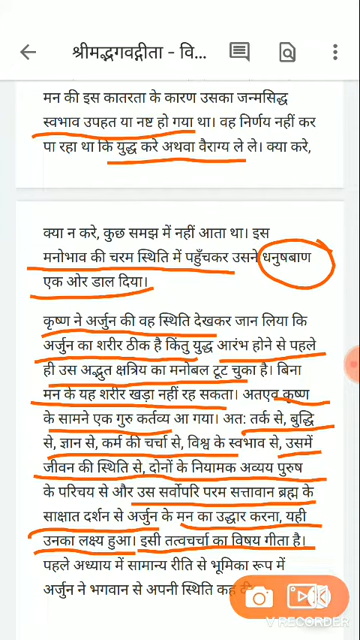 श्रीमद्भगवद्गीता - वि...
मन की इस कातरता के कारण उसका जन्मसिद्ध
स्वभाव उपहत या नष्ट हो गया था। वह निर्णय नहीं कर
पा रहा था कि युद्ध करे अथवा वैराग्य ले ले। क्या करे,
क्या न करे, कुछ समझ में नहीं आता था। इस
मनोभाव की चरम स्थिति में पहुँचकर उसने धनुषबाण
एक ओर डाल दिया।
कृष्ण ने अर्जुन की वह स्थिति देखकर जान लिया कि
अर्जुन का शरीर ठीक है किंतु युद्ध आरंभ होने से पहले
ही उस अद्भुत क्षत्रिय का मनोबल टूट चुका है। बिना
मन के यह शरीर खड़ा नहीं रह सकता। अतएव कृष्ण
के सामने एक गुरु कर्तव्य आ गया। अत: तर्क से, बुद्धि
से, ज्ञान से, कर्म की चर्चा से, विश्व के स्वभाव से, उसमें
जीवन की स्थिति से, दोनों के नियामक अव्यय पुरुष
के परिचय से और उस सर्वोपरि परम सत्तावान ब्रह्म के
साक्षात दर्शन से अर्जुन के मन का उद्धार करना, यही
उनका लक्ष्य हुआ। इसी तत्वचर्चा का विषय गीता है।
पहले अध्याय में सामान्य रीति से भूमिका रूप में
अर्जुन ने भगवान से अपनी स्थिति कह दी
VRECORDER